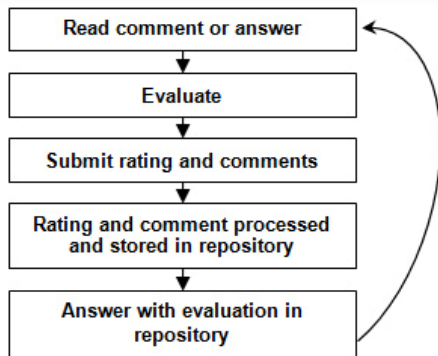 Read comment or answer
Evaluate
Submit rating and comments
Rating and comment processed
and stored in repository
Answer with evaluation in
repository